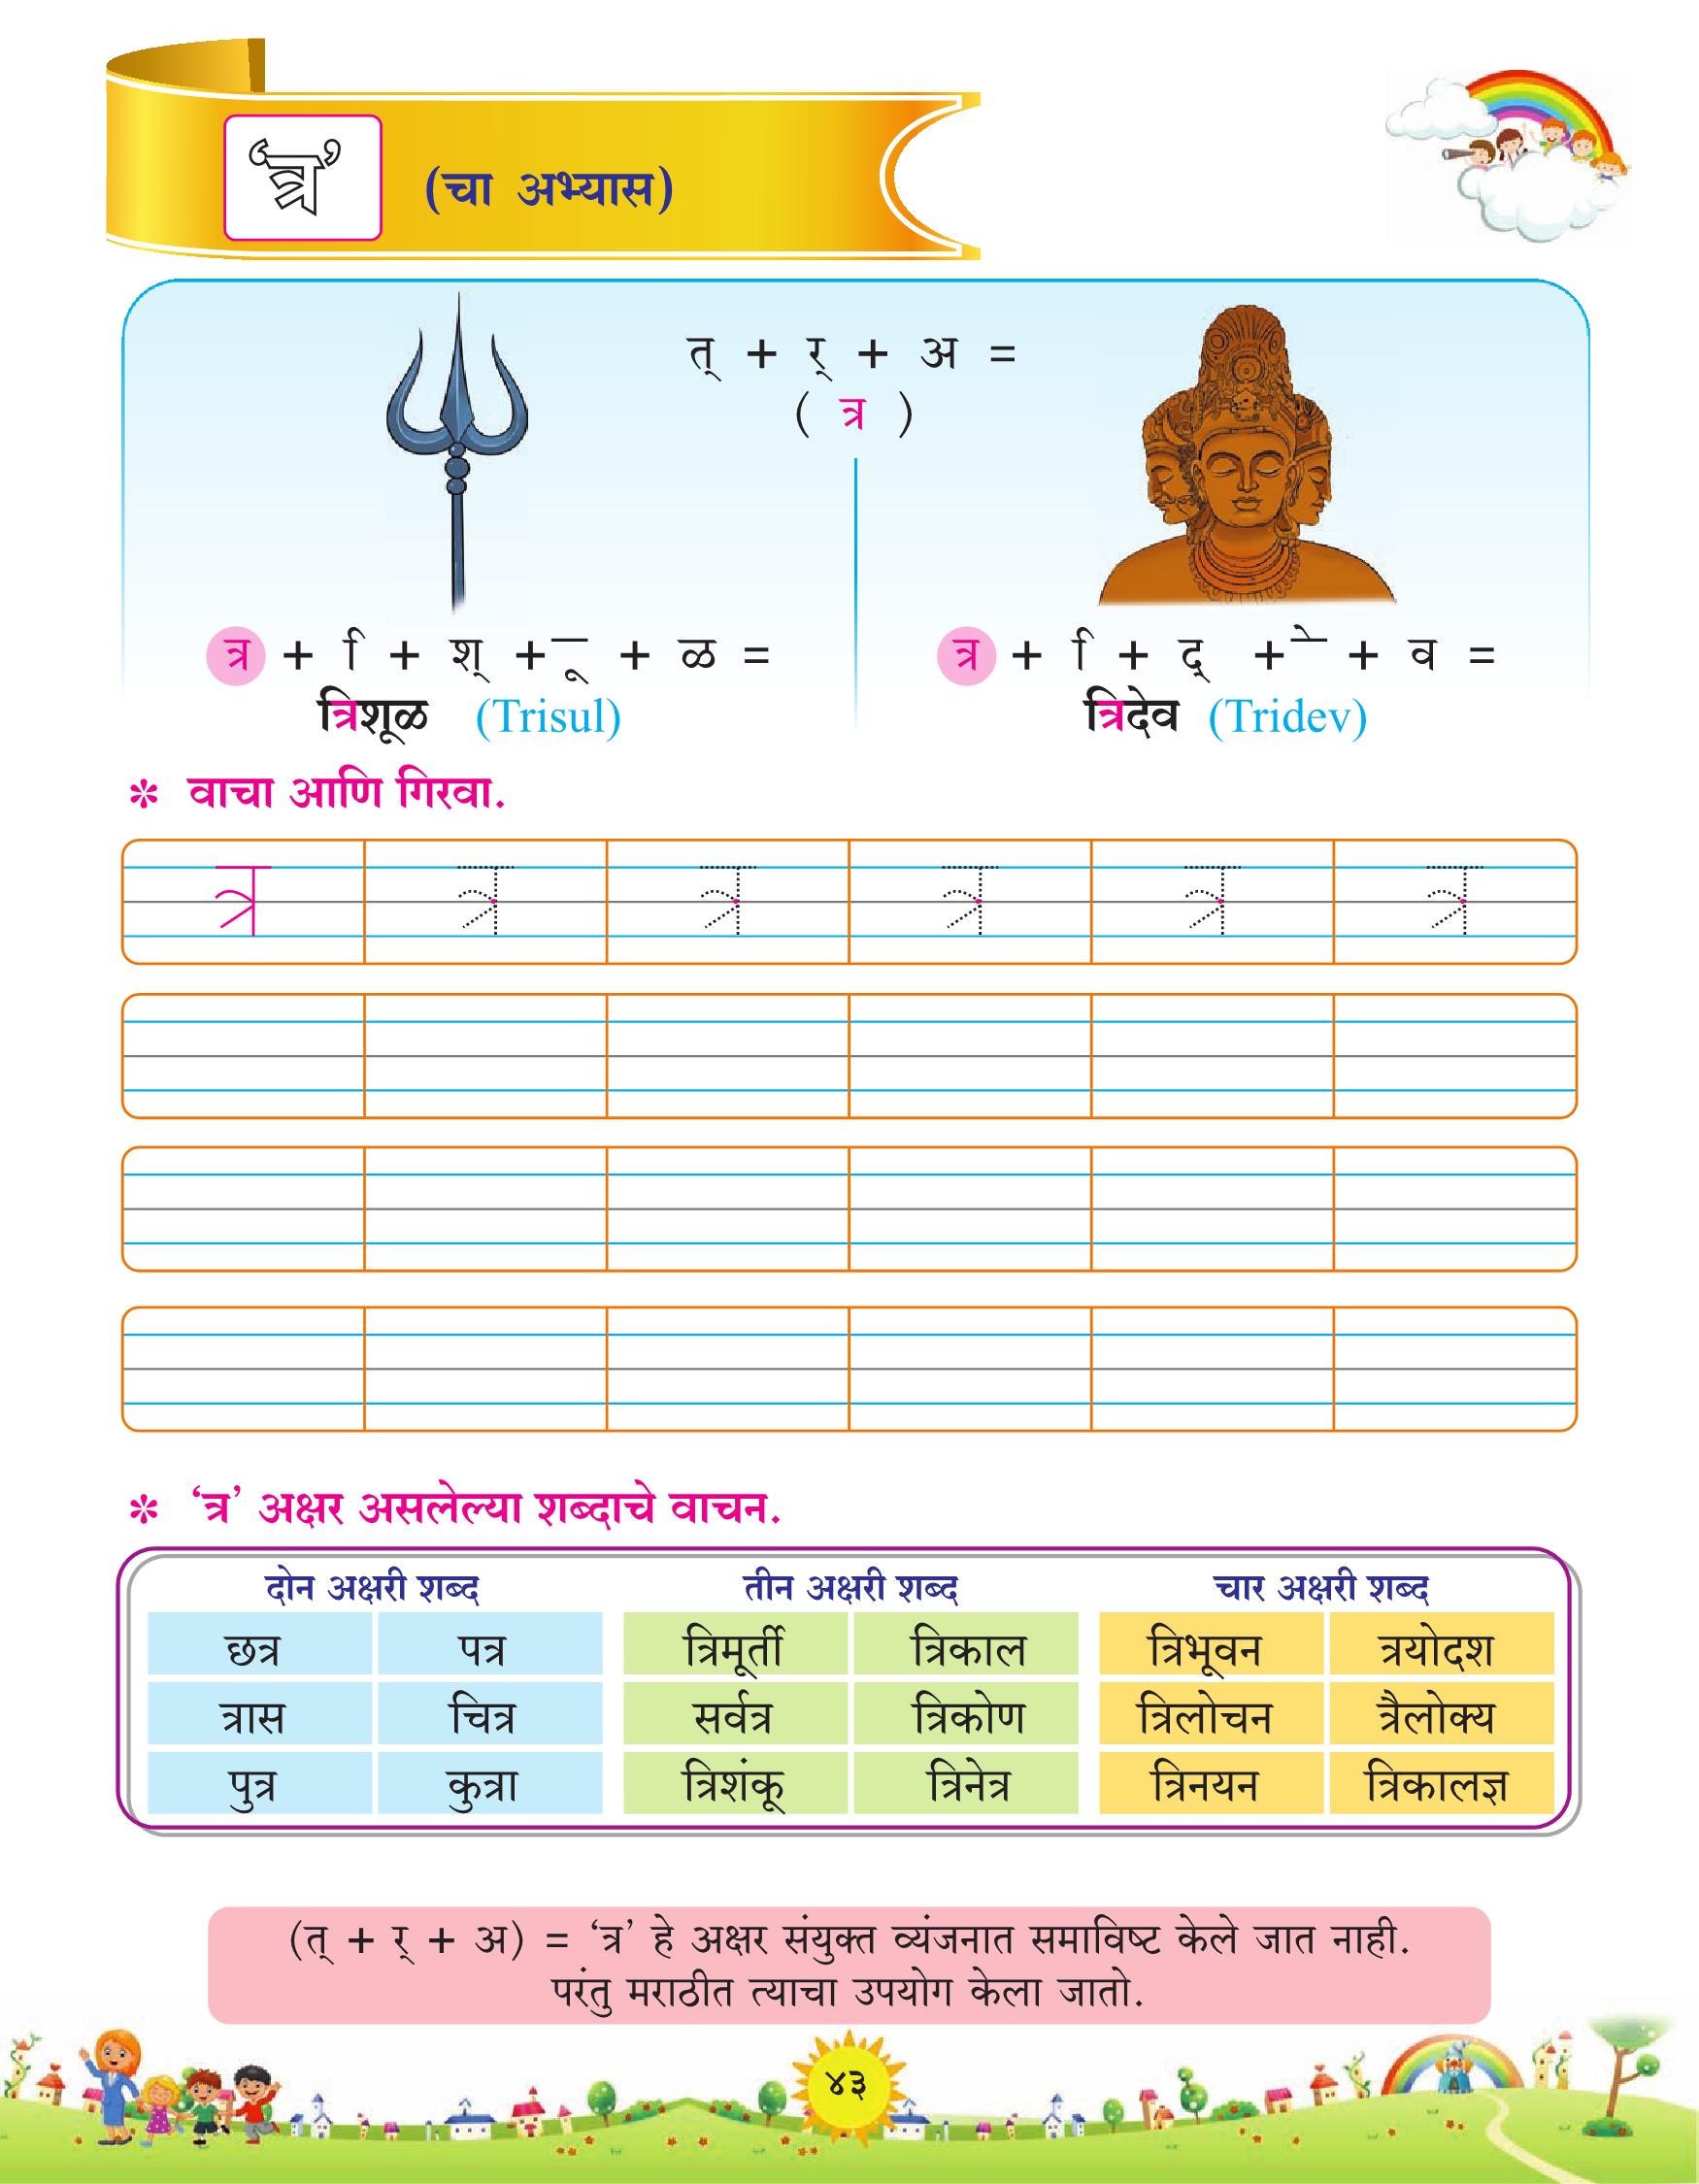 ‘त्र’ (चा अभ्यास)
त् + र् + अ =
( त्र )
त्र + ि + श् + ू + ळ =
त्रिशूळ (Trisul)
त्र + ि + द् + े + व =
त्रिदेव (Tridev)
* वाचा आणि गिरवा.
त्र त्र त्र त्र त्र त्र
* ‘त्र’ अक्षर असलेल्या शब्दाचे वाचन.
दोन अक्षरी शब्द तीन अक्षरी शब्द चार अक्षरी शब्द
छत्र पत्र त्रिमूर्ती त्रिकाल त्रिभूवन त्रयोदश
त्रास चित्र सर्वत्र त्रिकोण त्रिलोचन त्रैलोक्य
पुत्र कुत्रा त्रिशंकू त्रिनेत्र त्रिनयन त्रिकालज्ञ
(त् + र् + अ) = ‘त्र’ हे अक्षर संयुक्त व्यंजनात समाविष्ट केले जात नाही.
परंतु मराठीत त्याचा उपयोग केला जातो.
४३